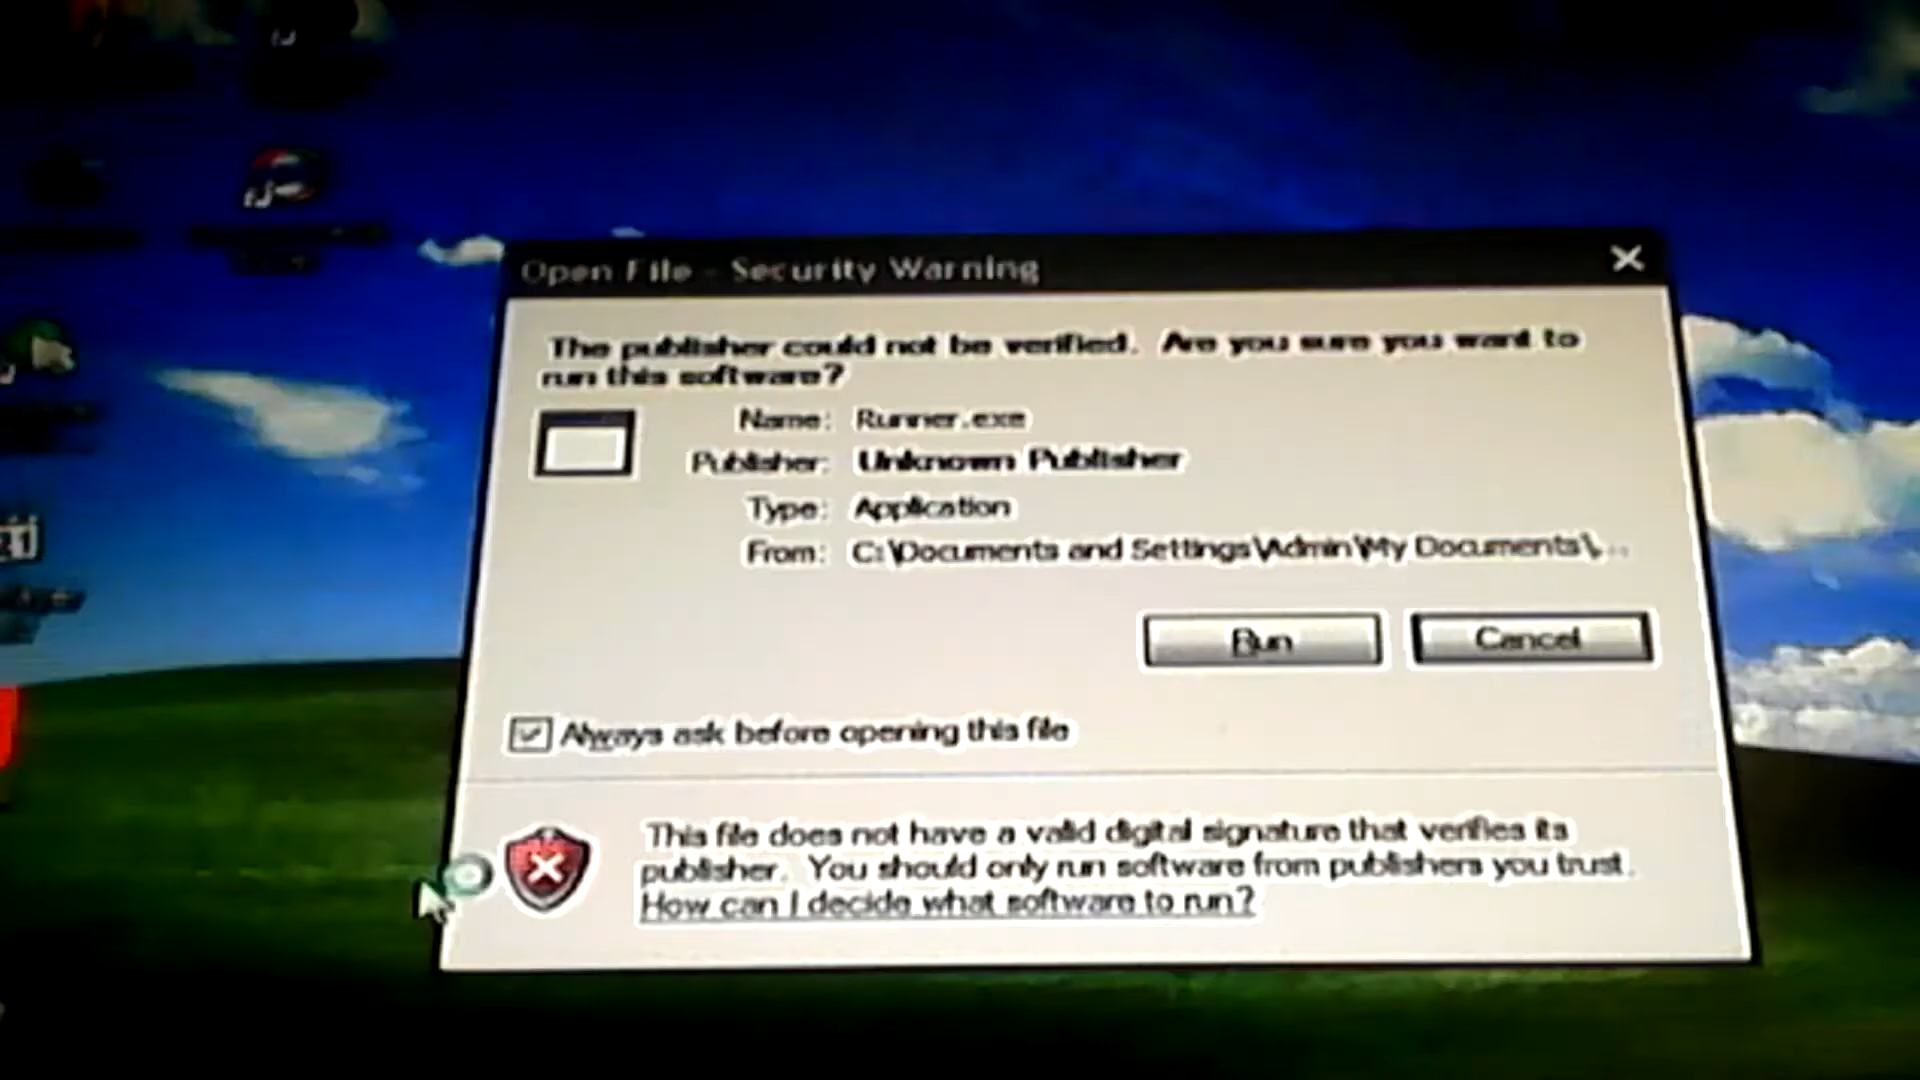 Open File - Security Warning
The publisher could not be verified. Are you sure you want to
run this software?
Name: Runner.exe
Publisher: Unknown Publisher
Type: Application
From: C:\Documents and Settings\Admin\My Documents\...
Run
Cancel
Always ask before opening this file
This file does not have a valid digital signature that verifies its
publisher. You should only run software from publishers you trust.
How can I decide what software to run?